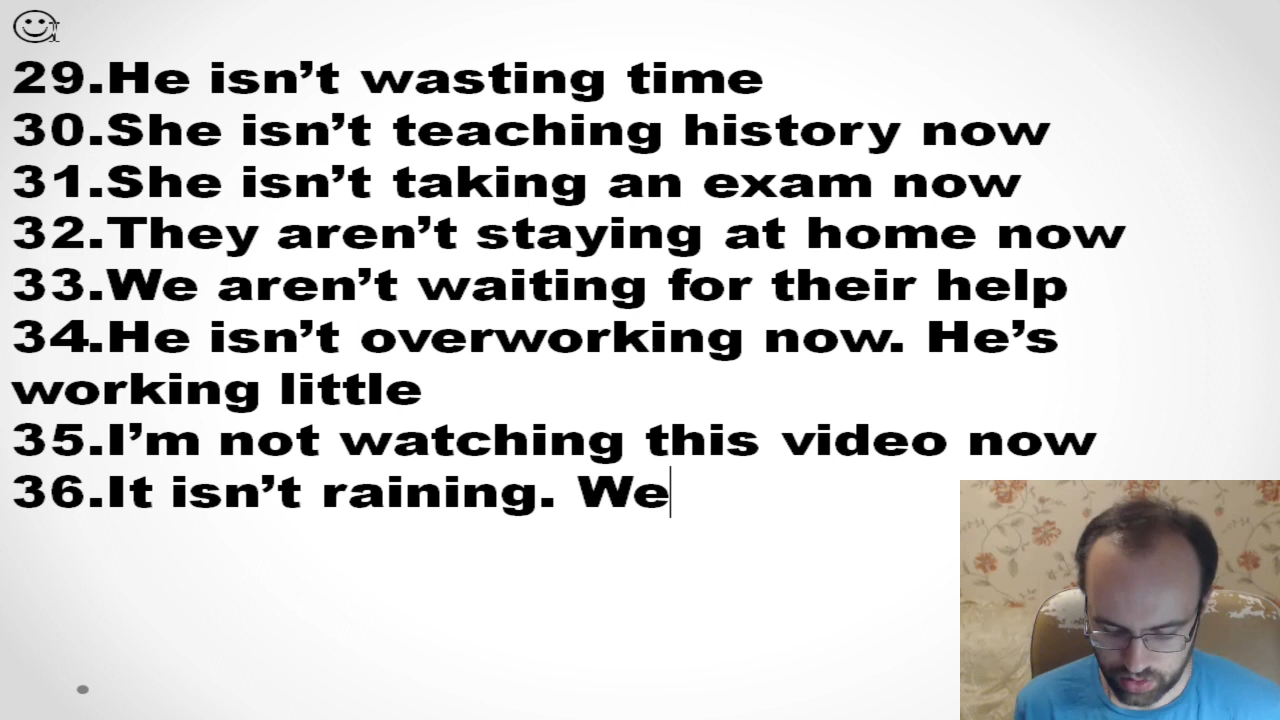 29.He isn’t wasting time
30.She isn’t teaching history now
31.She isn’t taking an exam now
32.They aren’t staying at home now
33.We aren’t waiting for their help
34.He isn’t overworking now. He’s
working little
35.I’m not watching this video now
36.It isn’t raining. We